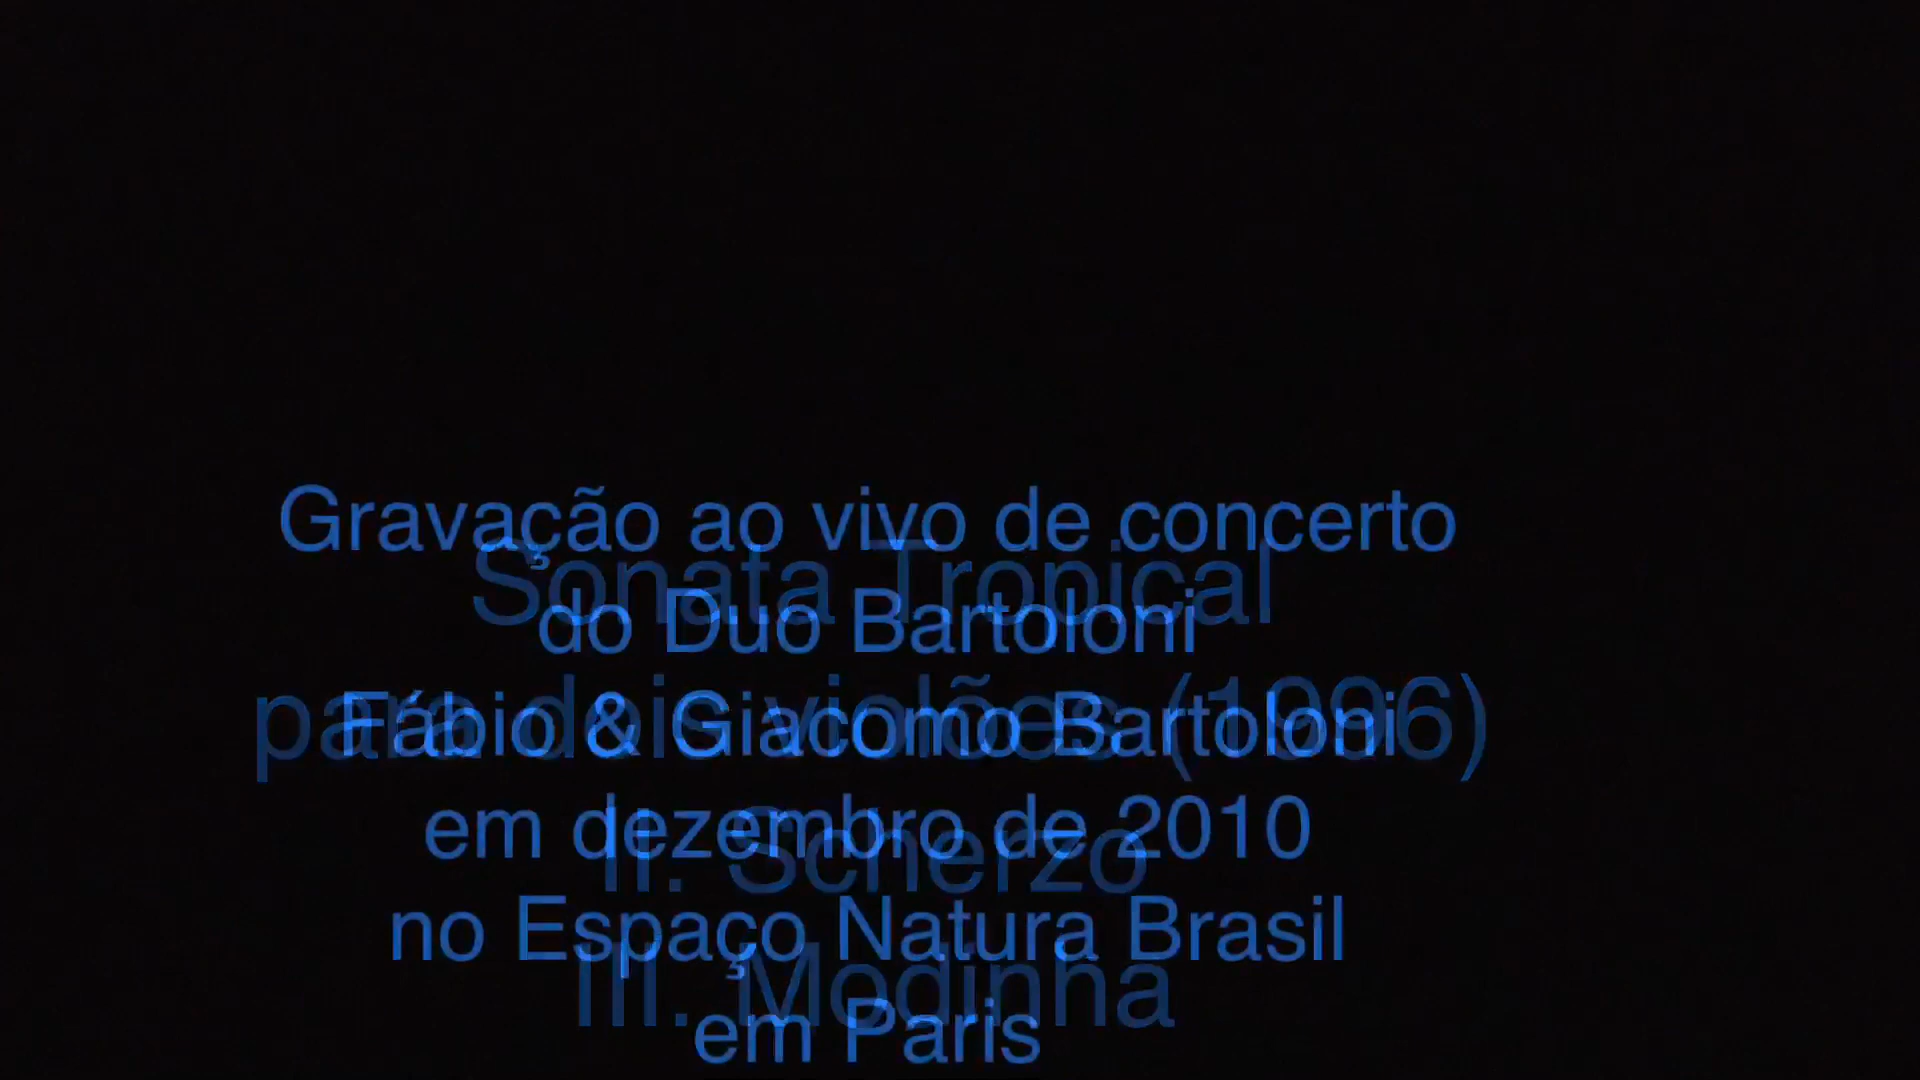 Gravação ao vivo de concerto
do Duo Bartoloni
Fábio & Giacomo Bartoloni
em dezembro de 2010
no Espaço Natura Brasil
em Paris
Sonata Tropical
para dois violões (1996)
II. Scherzo
III. Modinha